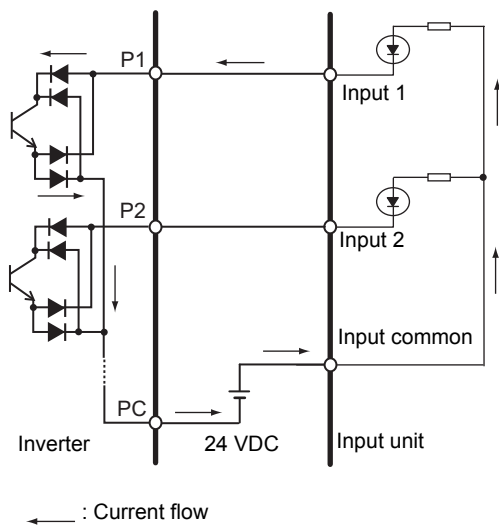 P1
Input 1
P2
Input 2
Input common
PC
Inverter
24 VDC
Input unit
: Current flow